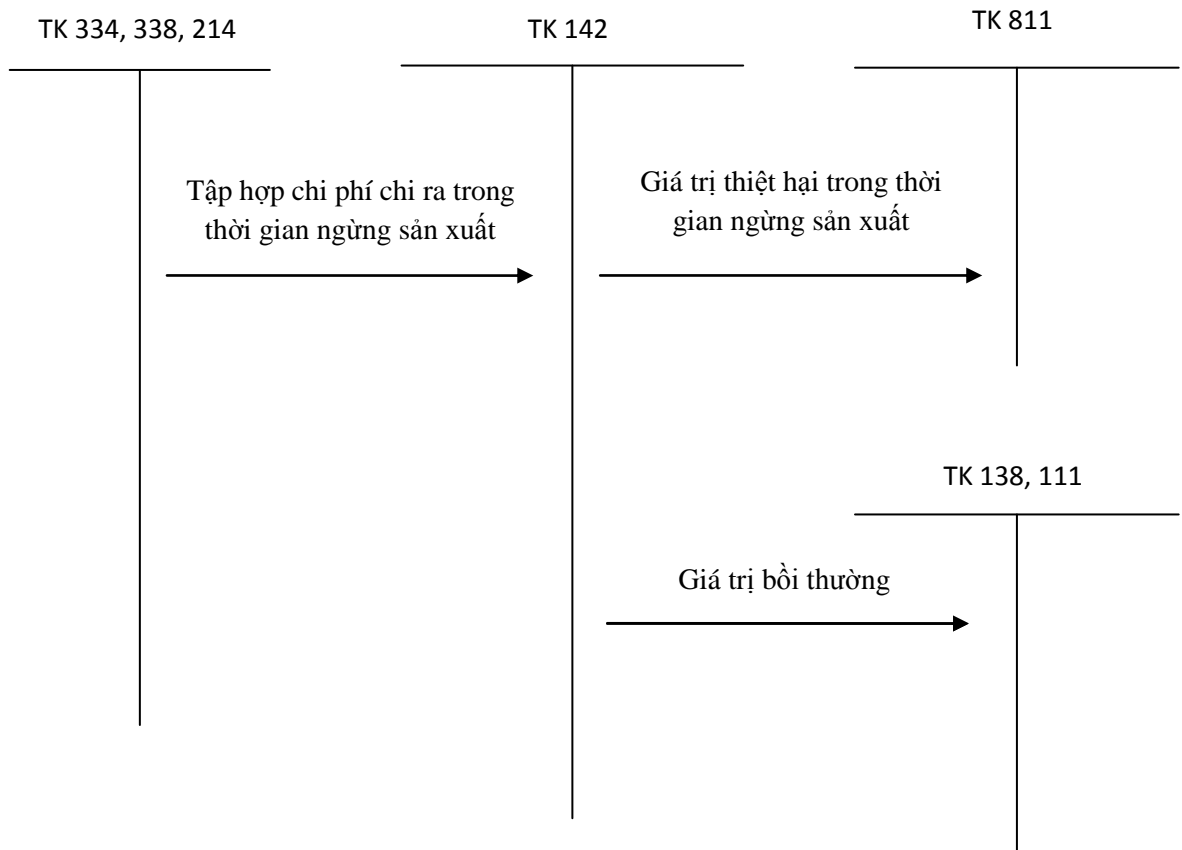 TK 334, 338, 214
TK 142
TK 811
Tập hợp chi phí chi ra trong
thời gian ngừng sản xuất
Giá trị thiệt hại trong thời
gian ngừng sản xuất
TK 138, 111
Giá trị bồi thường